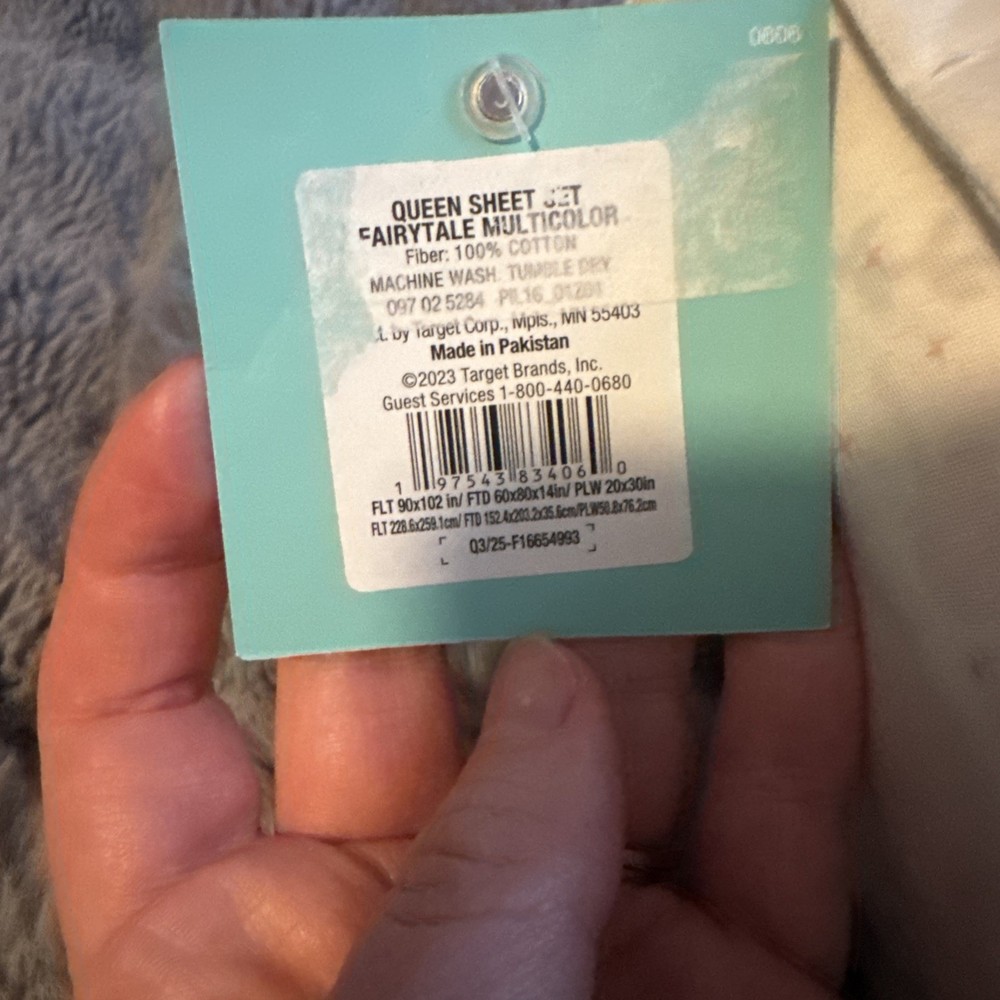 0806
QUEEN SHEET SET
FAIRYTALE MULTICOLOR
Fiber: 100% COTTON
MACHINE WASH. TUMBLE DRY
097 02 5284 PIL16_01261
t. by Target Corp., Mpls., MN 55403
Made in Pakistan
©2023 Target Brands, Inc.
Guest Services 1-800-440-0680
1 97543 83406 0
FLT 90x102 in/ FTD 60x80x14in/ PLW 20x30in
FLT 228.6x259.1cm/ FTD 152.4x203.2x35.6cm/PLW50.8x76.2cm
Q3/25-F16654993